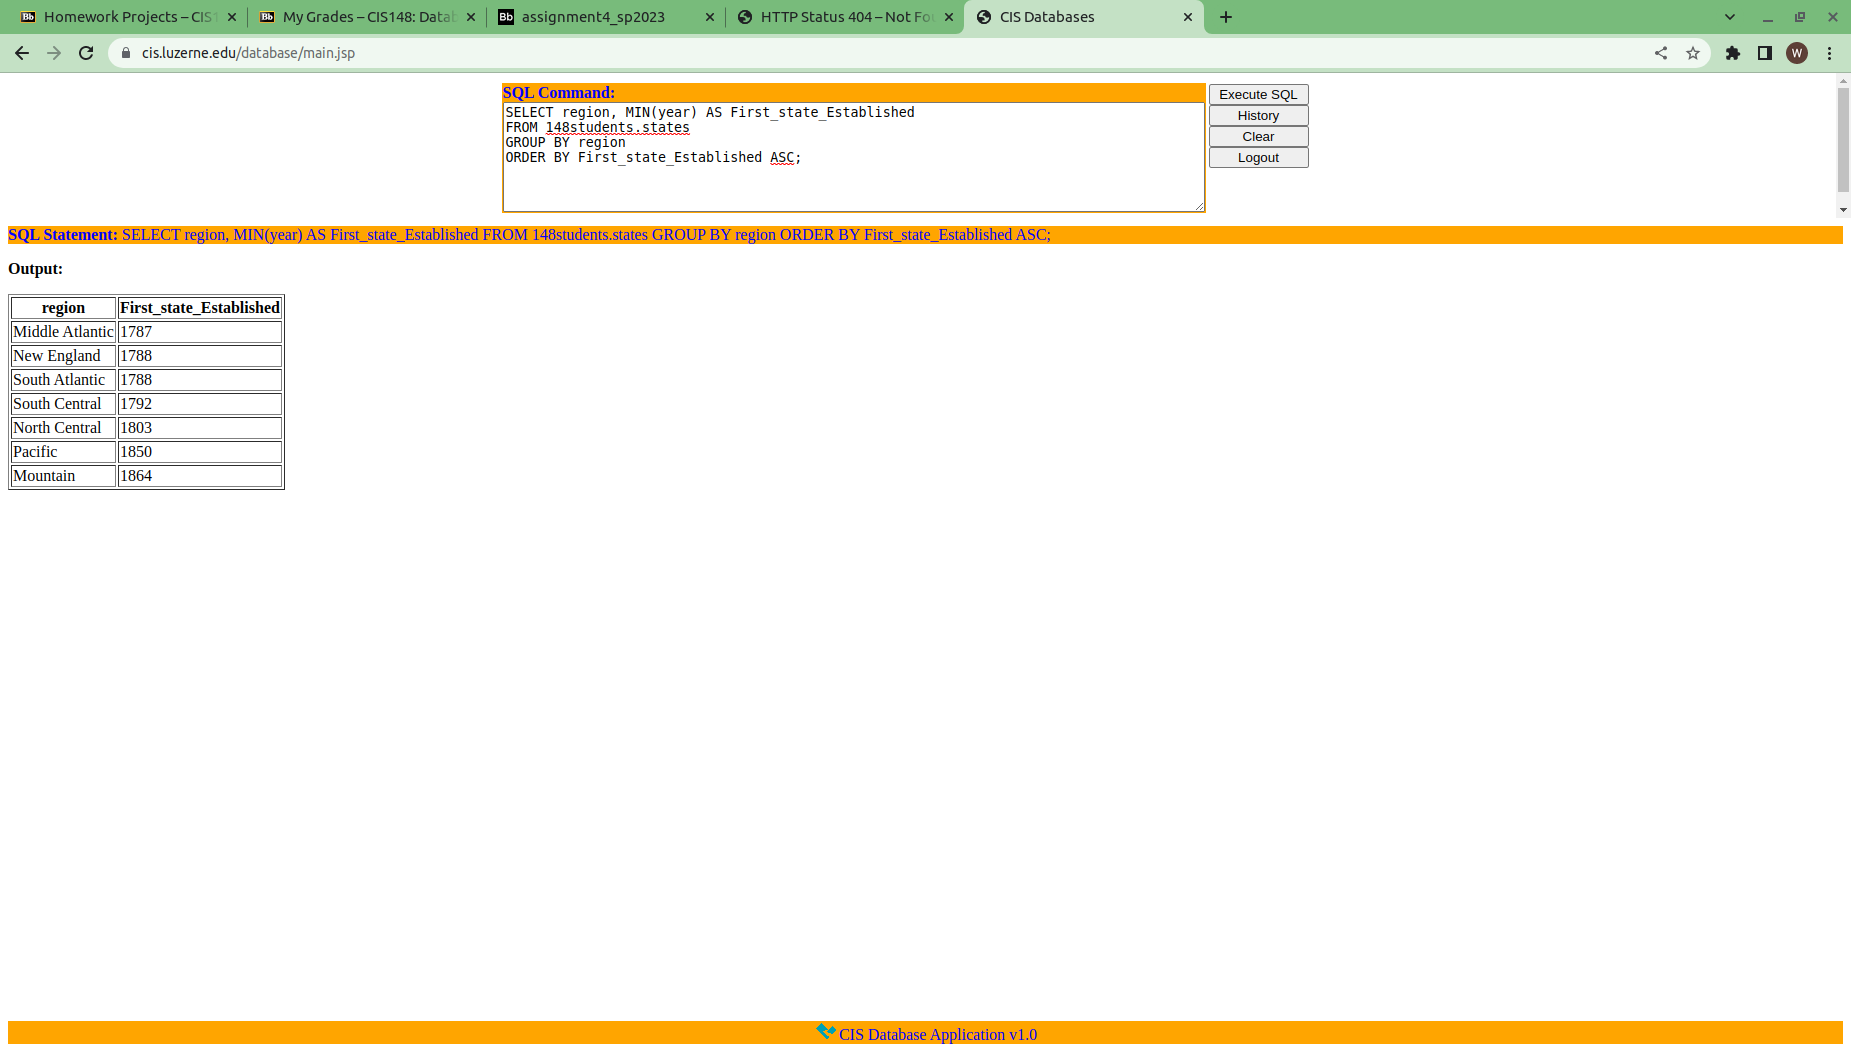 Homework Projects – CIS1
My Grades – CIS148: Datab
assignment4_sp2023
HTTP Status 404 – Not Fou
CIS Databases
cis.luzerne.edu/database/main.jsp
W
SQL Command:
SELECT region, MIN(year) AS First_state_Established
FROM 148students.states
GROUP BY region
ORDER BY First_state_Established ASC;
Execute SQL
History
Clear
Logout
SQL Statement: SELECT region, MIN(year) AS First_state_Established FROM 148students.states GROUP BY region ORDER BY First_state_Established ASC;
Output:
region First_state_Established
Middle Atlantic 1787
New England 1788
South Atlantic 1788
South Central 1792
North Central 1803
Pacific 1850
Mountain 1864
CIS Database Application v1.0